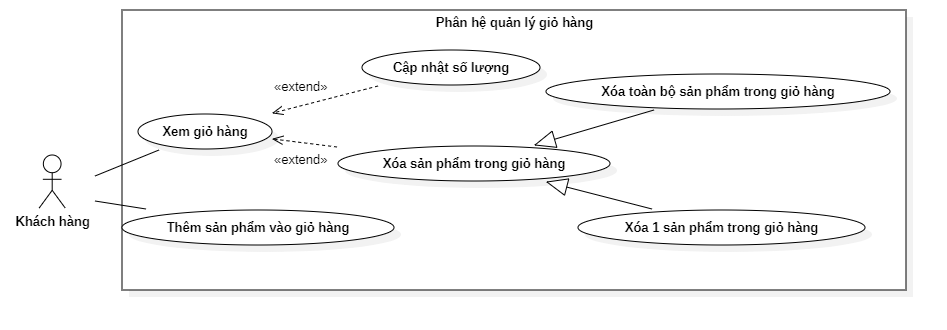 Phân hệ quản lý giỏ hàng
Cập nhật số lượng
«extend»
Xóa toàn bộ sản phẩm trong giỏ hàng
Xem giỏ hàng
«extend»
Xóa sản phẩm trong giỏ hàng
Khách hàng
Thêm sản phẩm vào giỏ hàng
Xóa 1 sản phẩm trong giỏ hàng